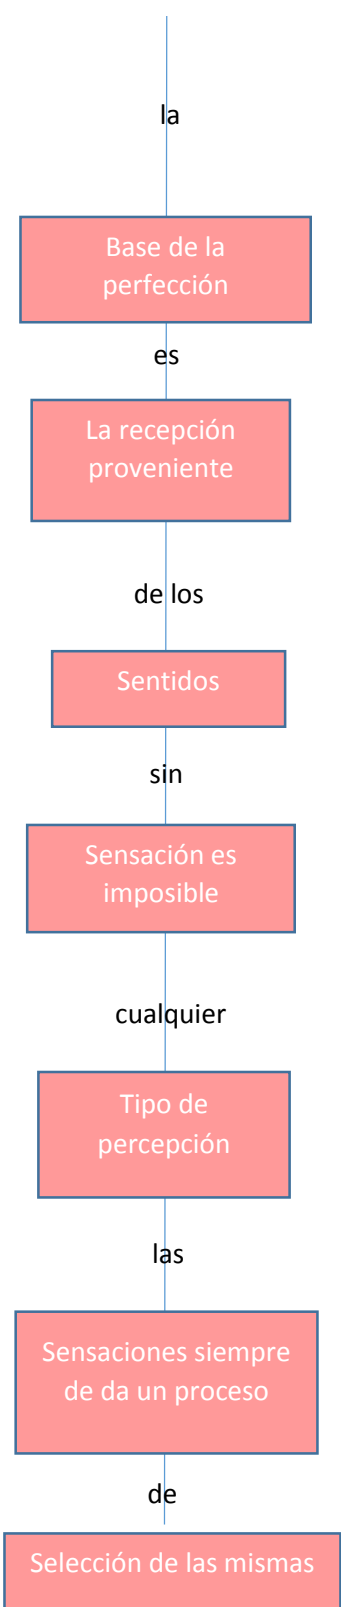 la
Base de la
perfección
es
La recepción
proveniente
de los
Sentidos
sin
Sensación es
imposible
cualquier
Tipo de
percepción
las
Sensaciones siempre
de da un proceso
de
Selección de las mismas